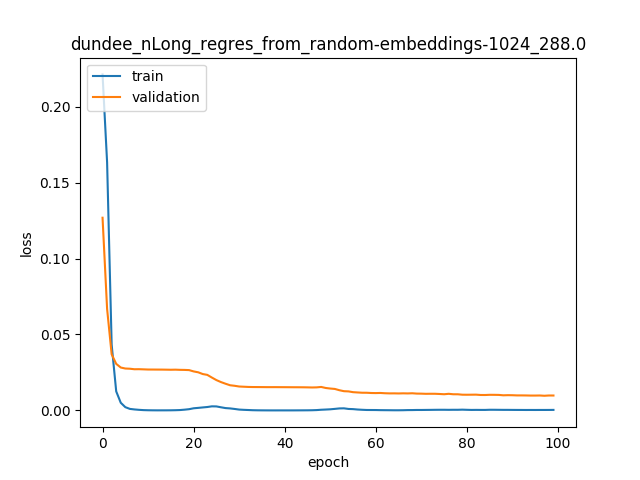 dundee_nLong_regres_from_random-embeddings-1024_288.0
train
validation
0.20
0.15
0.10
0.05
0.00
loss
0 20 40 60 80 100
epoch